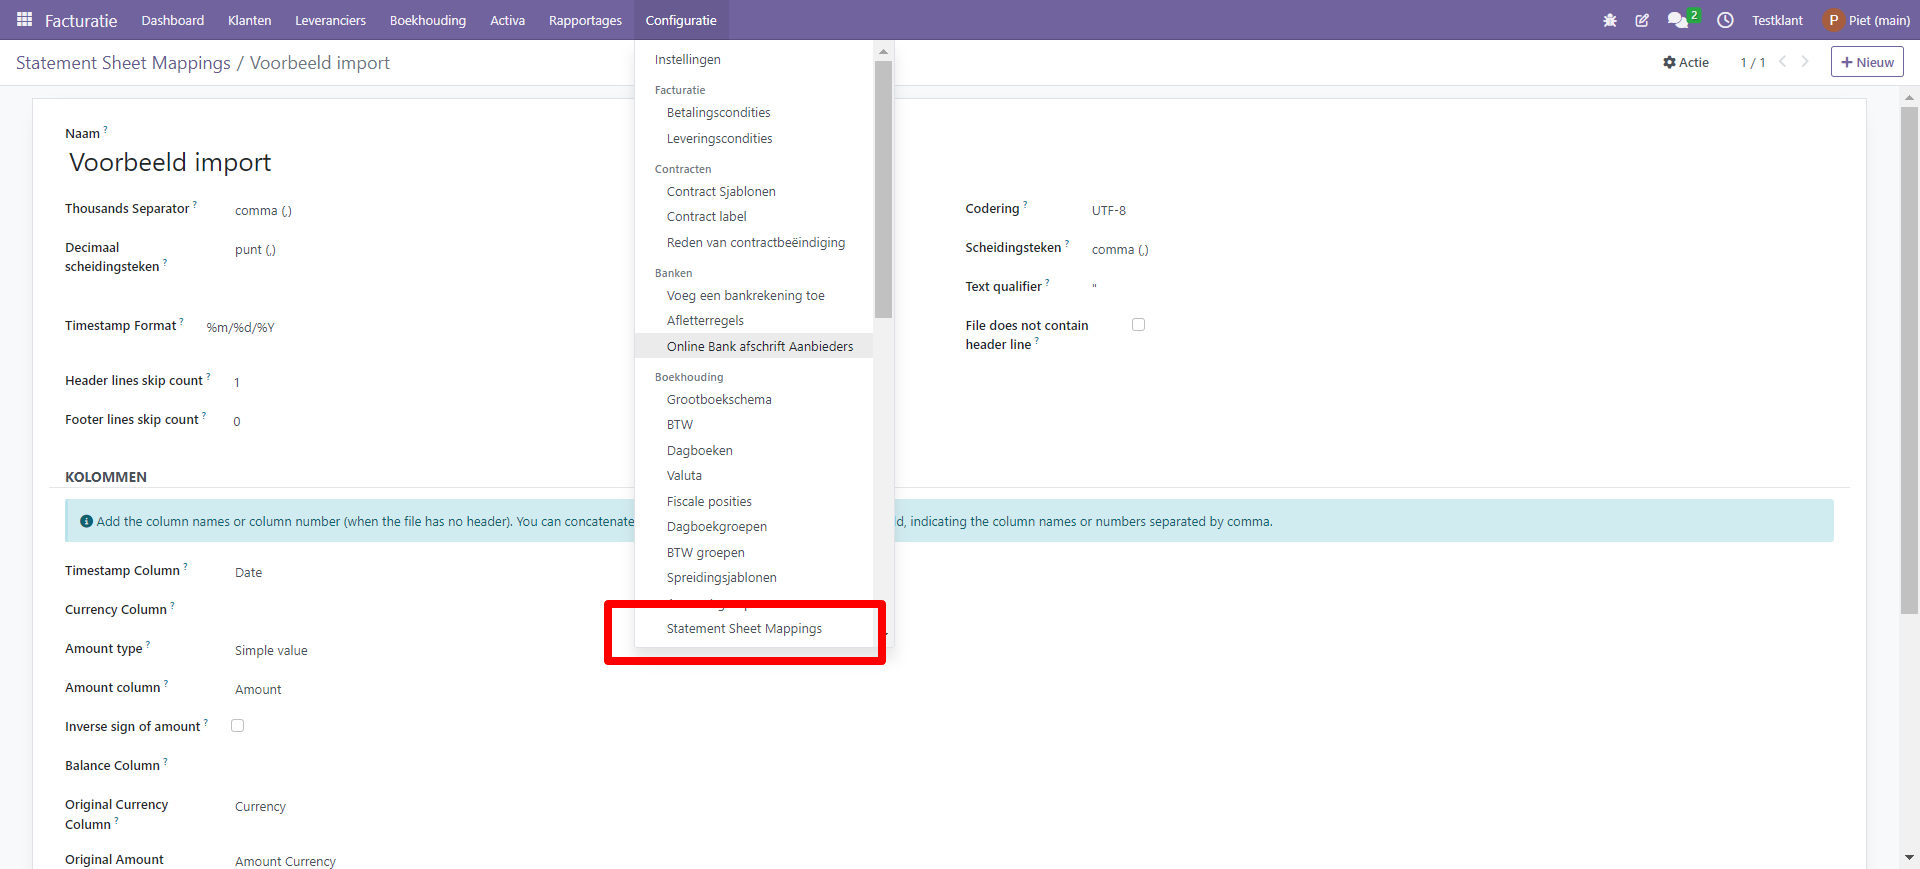 Facturatie Dashboard Klanten Leveranciers Boekhouding Activa Rapportages Configuratie 2 Testklant P Piet (main)
Statement Sheet Mappings / Voorbeeld import Actie 1 / 1 + Nieuw
Instellingen
Facturatie
Betalingscondities
Leveringscondities
Contracten
Contract Sjablonen
Contract label
Reden van contractbeëindiging
Banken
Voeg een bankrekening toe
Afletterregels
Online Bank afschrift Aanbieders
Boekhouding
Grootboekschema
BTW
Dagboeken
Valuta
Fiscale posities
Dagboekgroepen
BTW groepen
Spreidingsjablonen
Statement Sheet Mappings
Naam ?
Voorbeeld import
Thousands Separator ? comma (,)
Decimaal
scheidingsteken ? punt (,)
Timestamp Format ? %m/%d/%Y
Header lines skip count ? 1
Footer lines skip count ? 0
Codering ? UTF-8
Scheidingsteken ? comma (,)
Text qualifier ? "
File does not contain
header line ?
KOLOMMEN
Add the column names or column number (when the file has no header). You can concatenate d, indicating the column names or numbers separated by comma.
Timestamp Column ? Date
Currency Column ?
Amount type ? Simple value
Amount column ? Amount
Inverse sign of amount ?
Balance Column ?
Original Currency
Column ? Currency
Original Amount Amount Currency